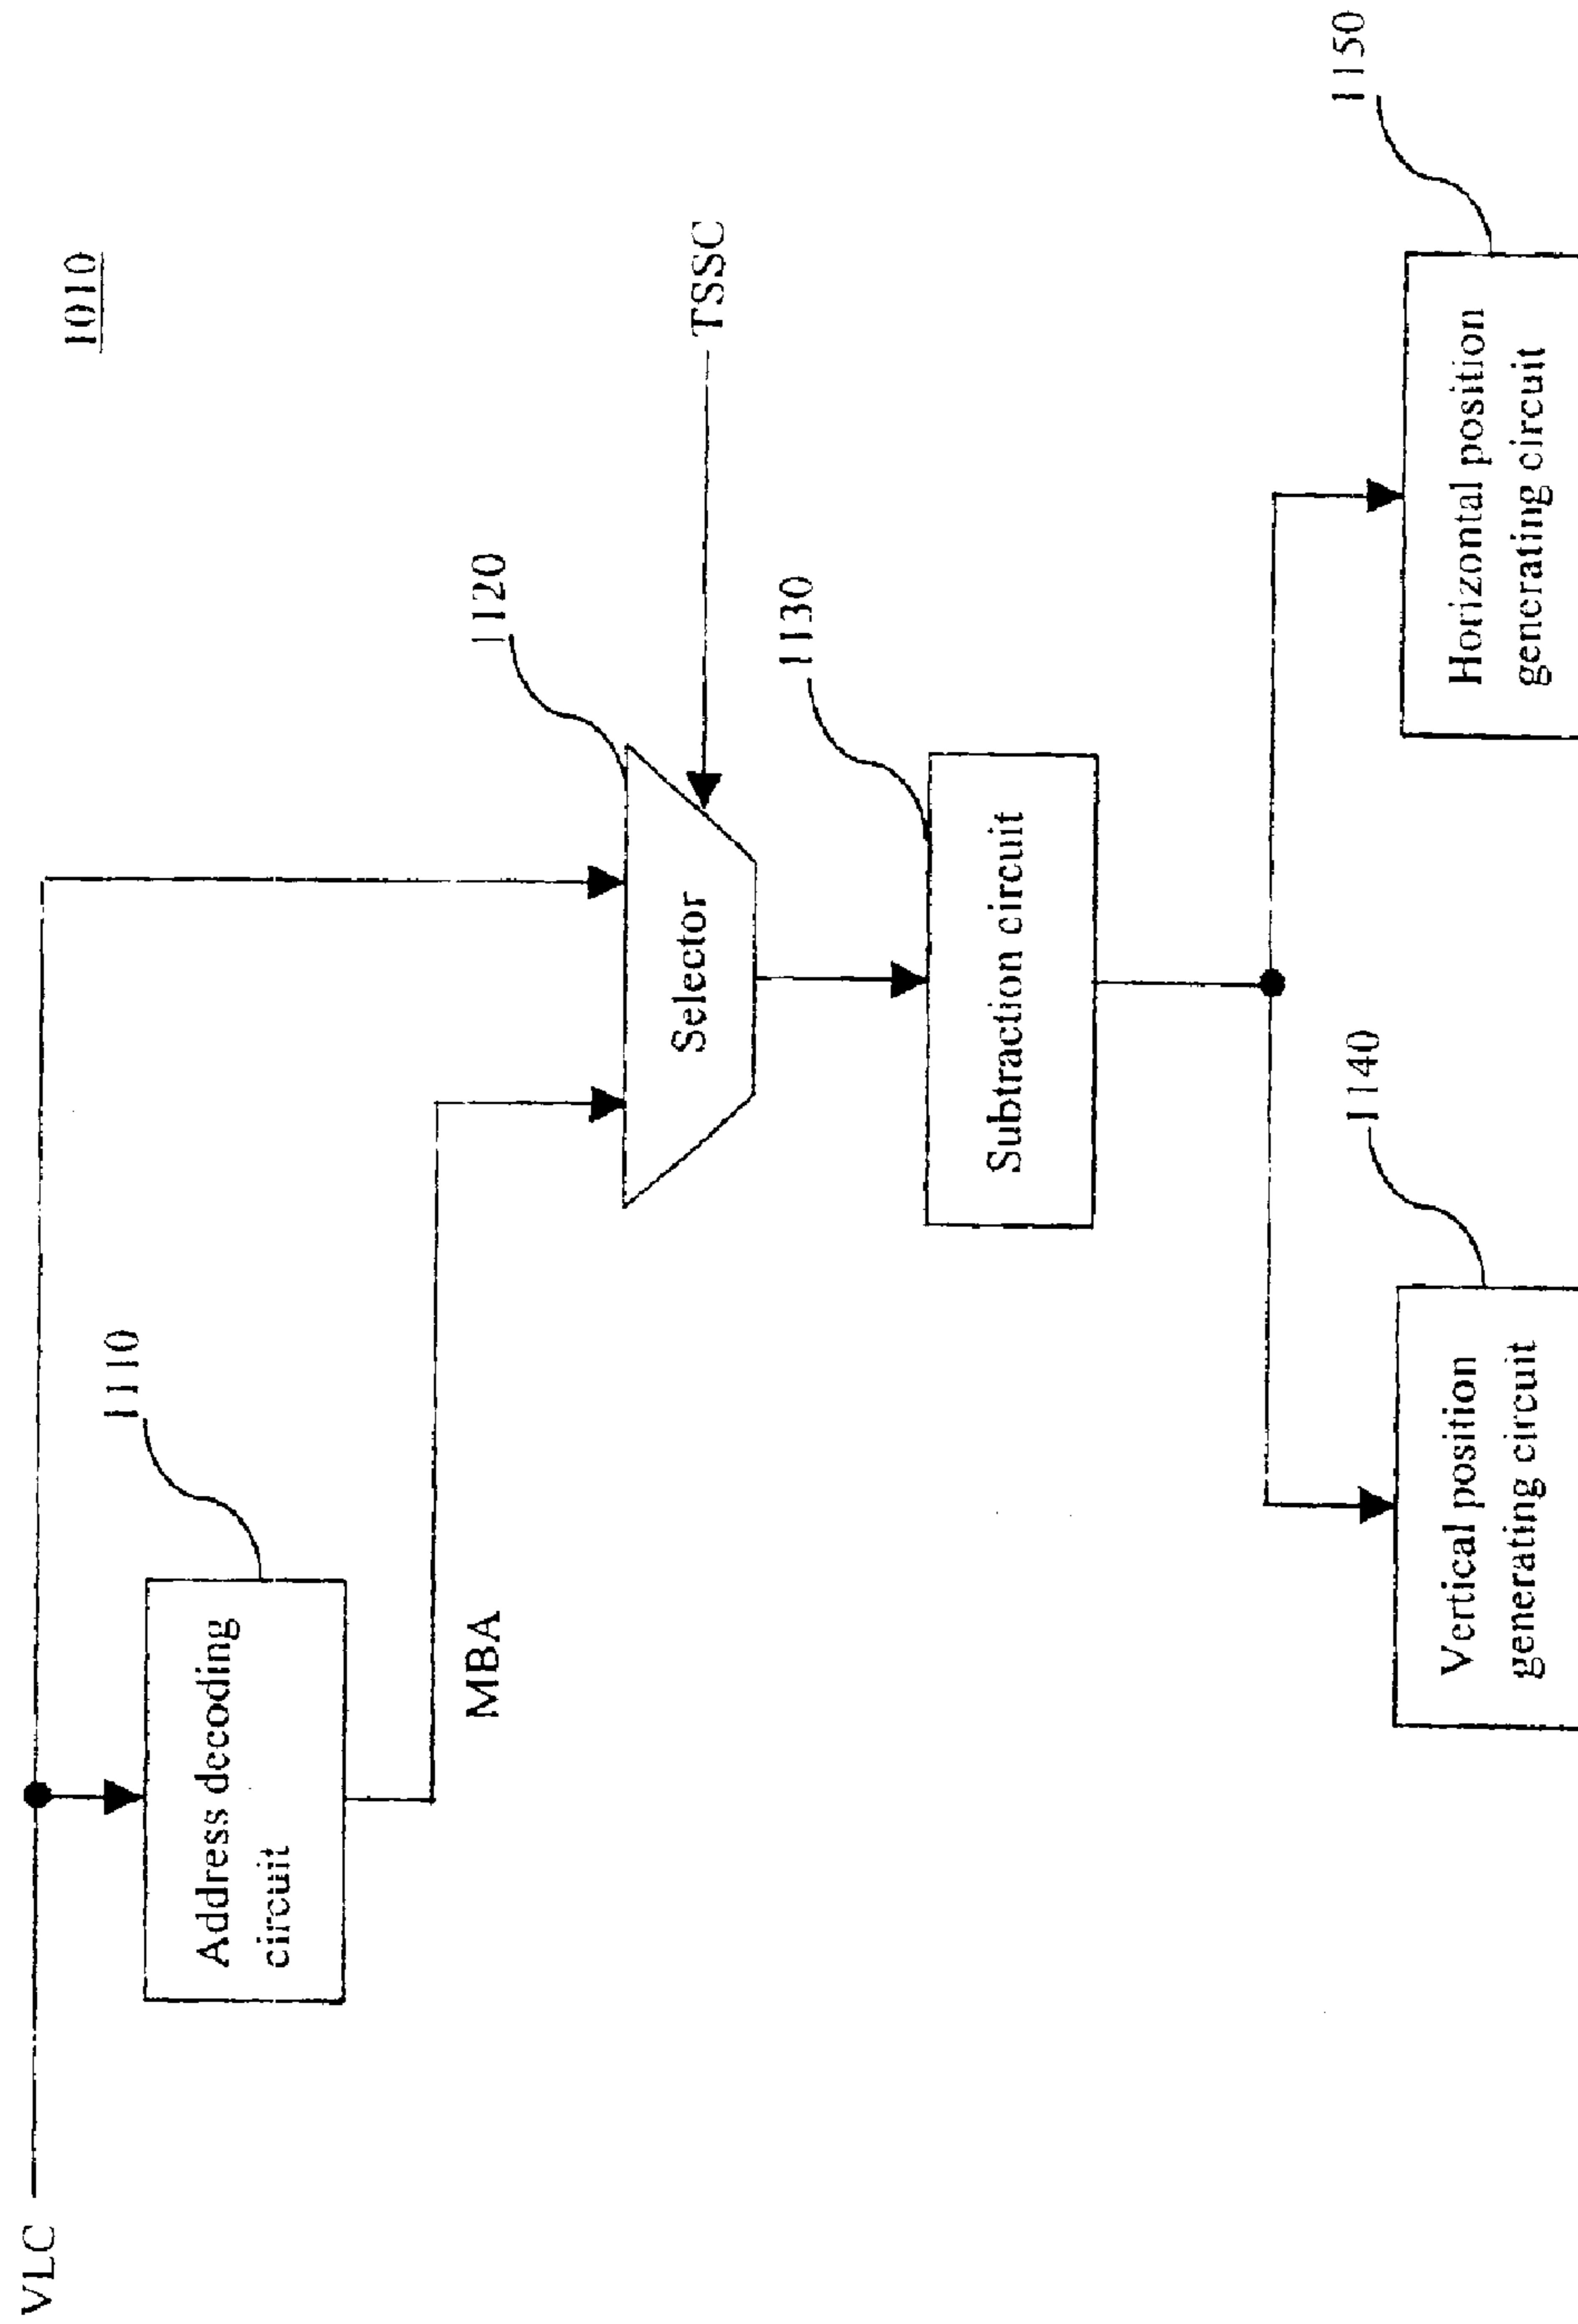 1010
VLC
1110
Address decoding
circuit
MBA
1120
Selector
TSSC
1130
Subtraction circuit
1140
Vertical position
generating circuit
1150
Horizontal position
generating circuit